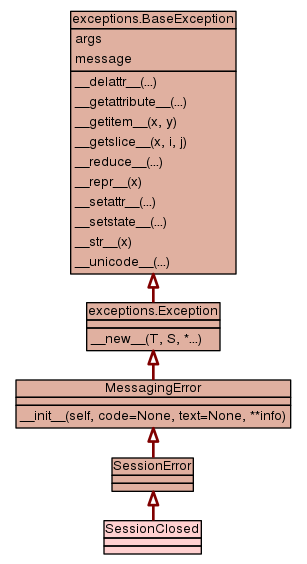 exceptions.BaseException
args
message
__delattr__(...)
__getattribute__(...)
__getitem__(x, y)
__getslice__(x, i, j)
__reduce__(...)
__repr__(x)
__setattr__(...)
__setstate__(...)
__str__(x)
__unicode__(...)
exceptions.Exception
__new__(T, S, *...)
MessagingError
__init__(self, code=None, text=None, **info)
SessionError
SessionClosed